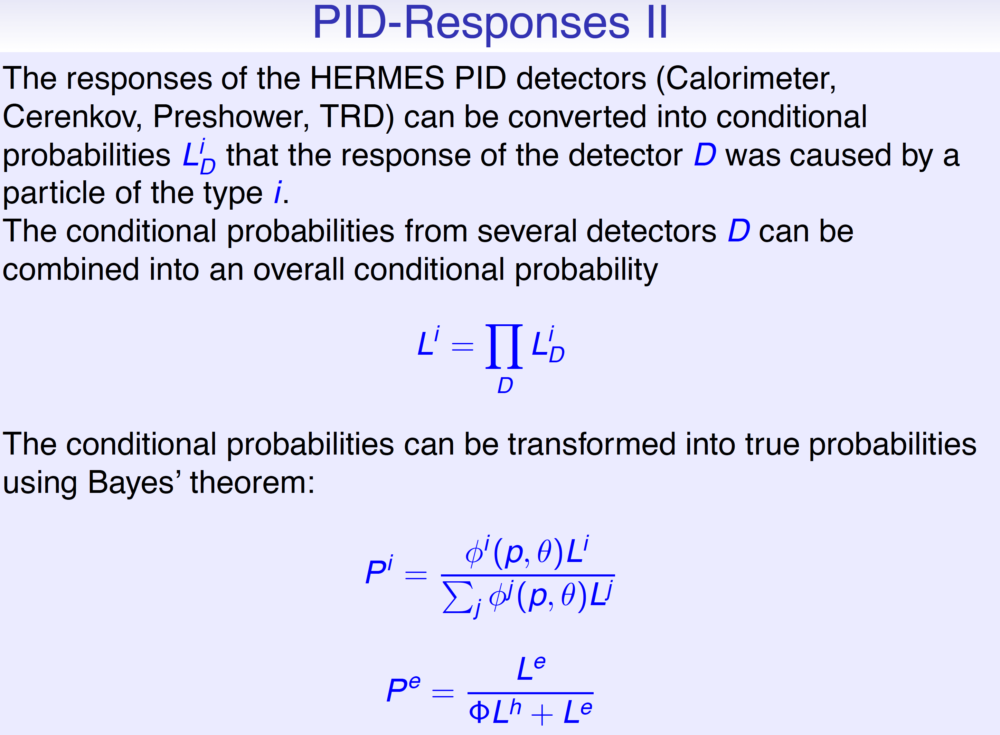 PID-Responses II
The responses of the HERMES PID detectors (Calorimeter,
Cerenkov, Preshower, TRD) can be converted into conditional
probabilities $L^i_D$ that the response of the detector $D$ was caused by a
particle of the type $i$.
The conditional probabilities from several detectors $D$ can be
combined into an overall conditional probability
$L^i = \prod_D L^i_D$
The conditional probabilities can be transformed into true probabilities
using Bayes’ theorem:
$P^i = \frac{\phi^i(p, \theta)L^i}{\sum_j \phi^j(p, \theta)L^j}$
$P^e = \frac{L^e}{\Phi L^h + L^e}$